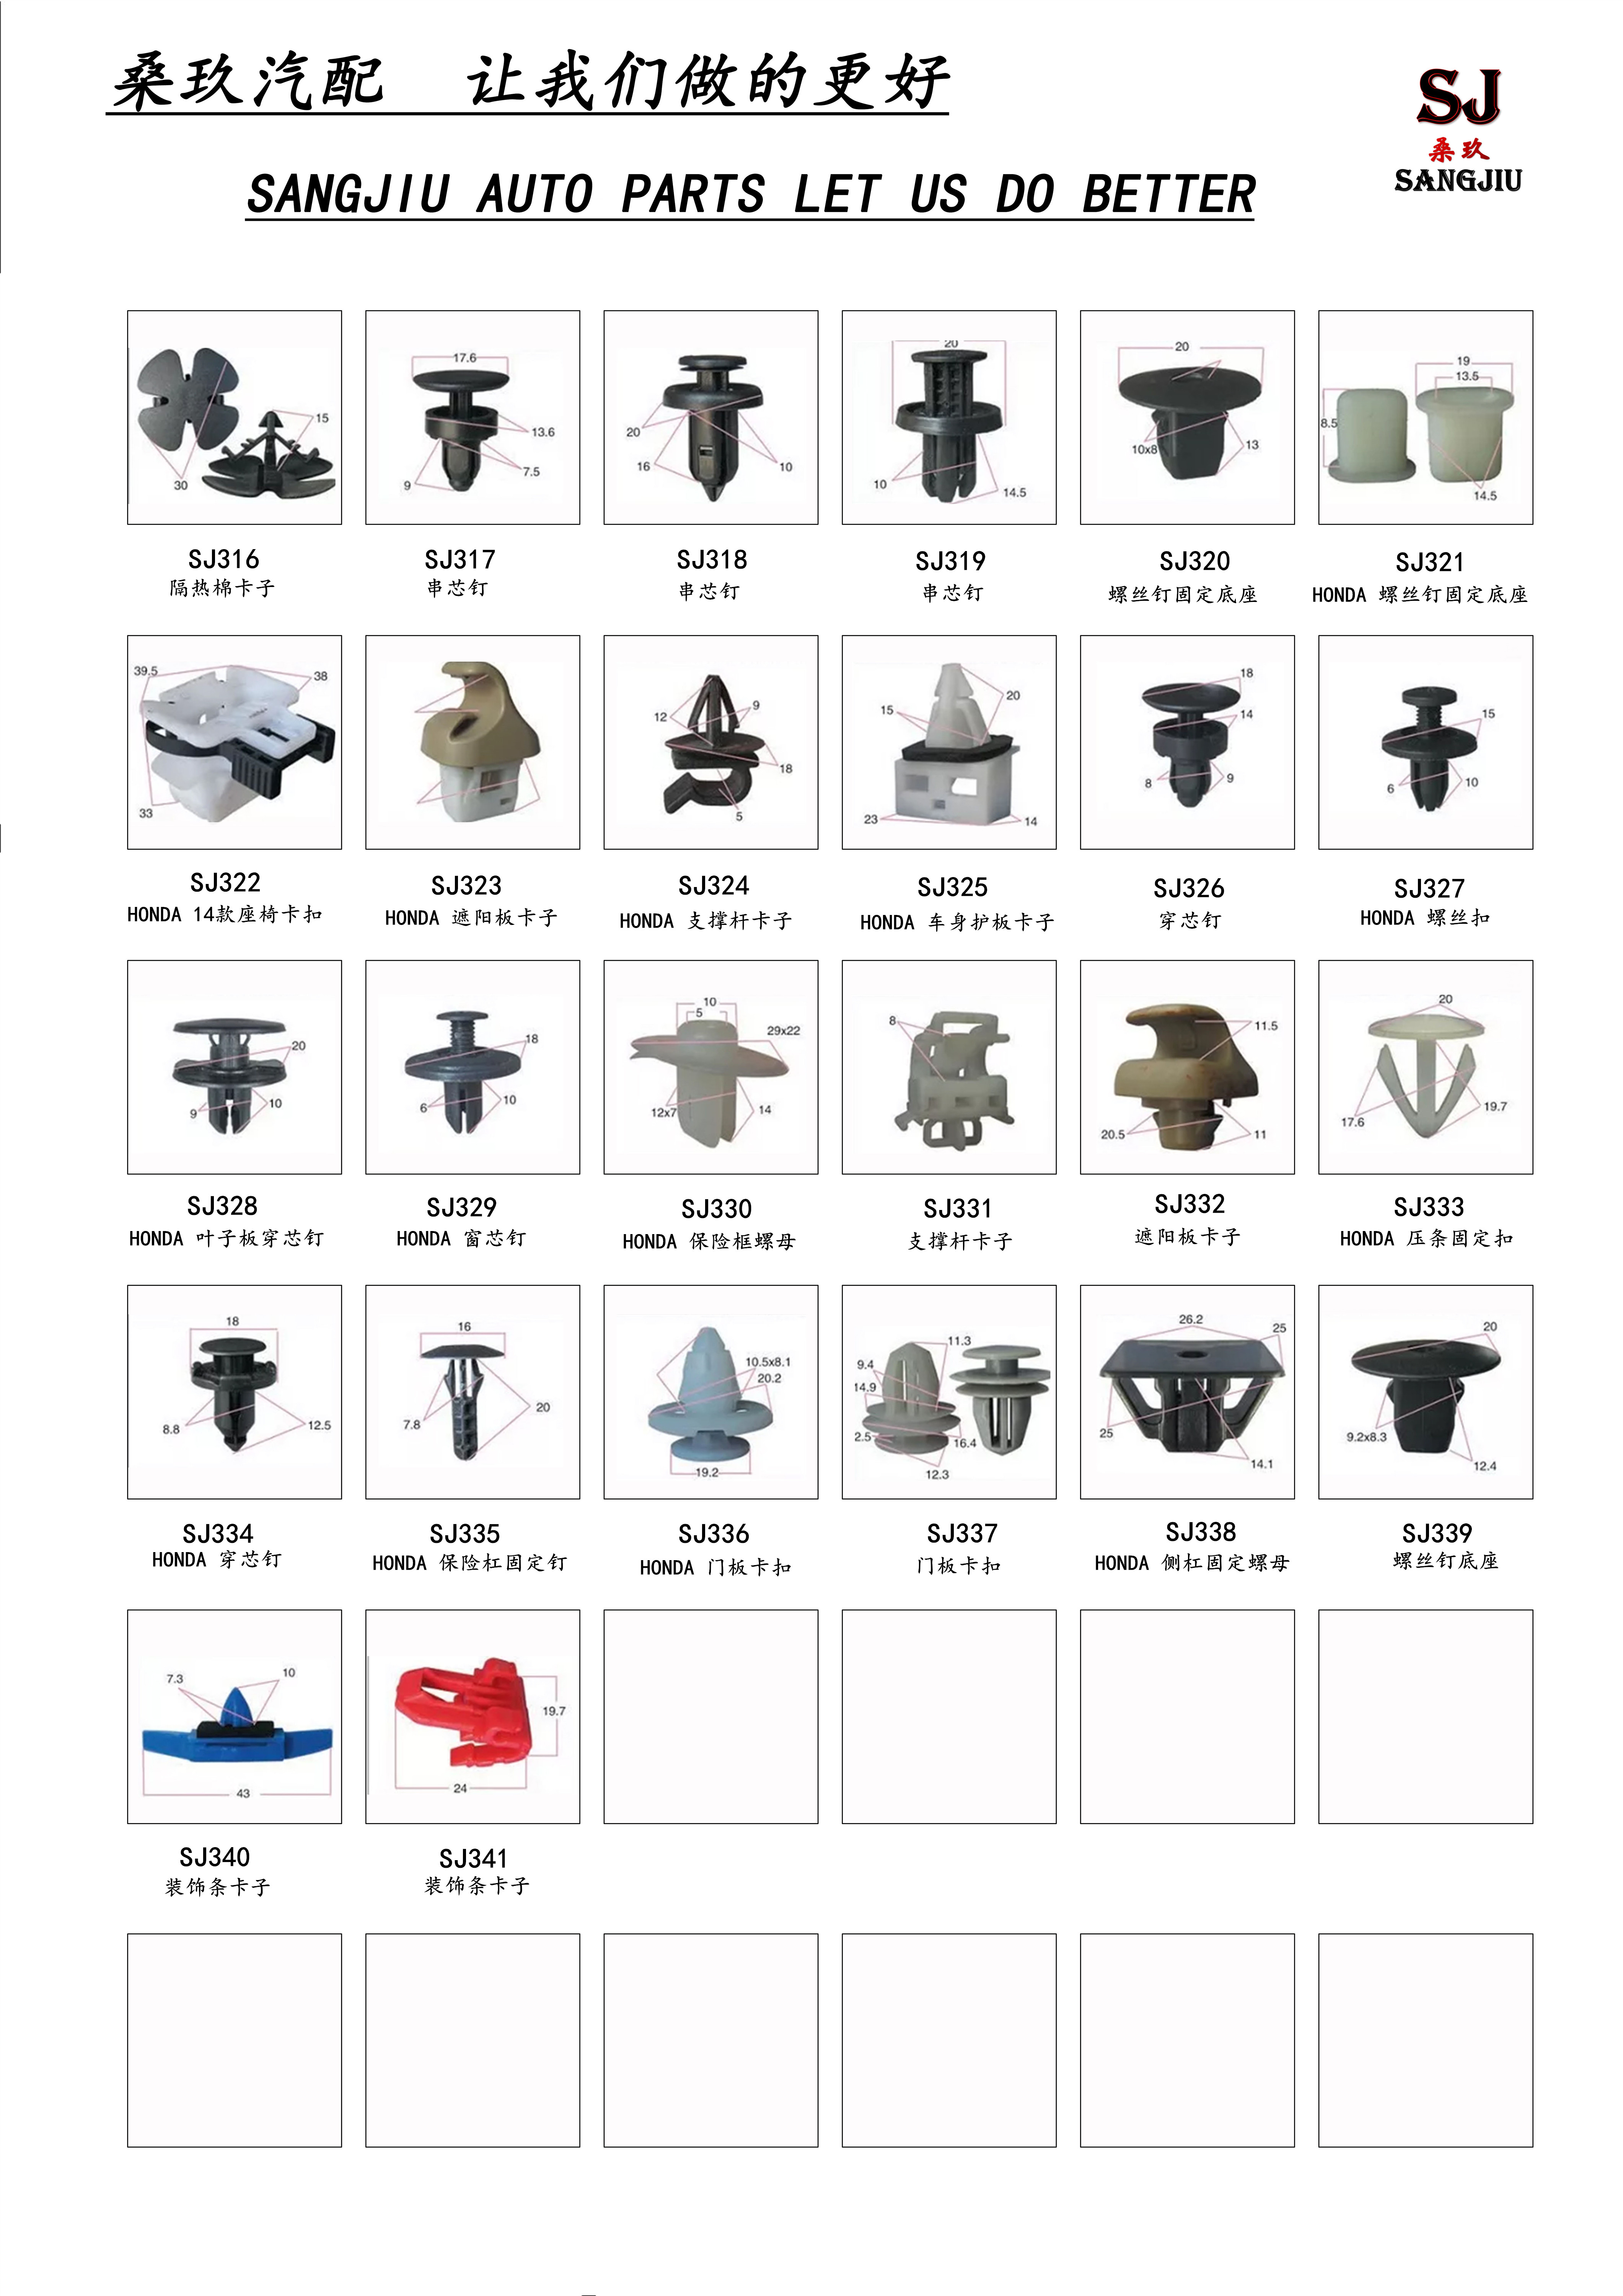 桑玖汽配 让我们做的更好
SJ
桑玖
SANGJIU
SANGJIU AUTO PARTS LET US DO BETTER
15
30
17.6
13.6
7.5
9
20
16
10
20
10
14.5
20
10x8
13
19
13.5
8.5
14.5
SJ316
隔热棉卡子
SJ317
串芯钉
SJ318
串芯钉
SJ319
串芯钉
SJ320
螺丝钉固定底座
SJ321
HONDA 螺丝钉固定底座
39.5
38
33
12
9
18
5
20
15
23
14
18
14
8
9
15
6
10
SJ322
HONDA 14款座椅卡扣
SJ323
HONDA 遮阳板卡子
SJ324
HONDA 支撑杆卡子
SJ325
HONDA 车身护板卡子
SJ326
穿芯钉
SJ327
HONDA 螺丝扣
20
9
10
18
6
10
10
5
29x22
12x7
14
8
11.5
20.5
11
20
17.6
19.7
SJ328
HONDA 叶子板穿芯钉
SJ329
HONDA 窗芯钉
SJ330
HONDA 保险框螺母
SJ331
支撑杆卡子
SJ332
遮阳板卡子
SJ333
HONDA 压条固定扣
18
8.8
12.5
16
7.8
20
10.5x8.1
20.2
19.2
11.3
9.4
14.9
2.5
16.4
12.3
26.2
25
25
14.1
20
9.2x8.3
12.4
SJ334
HONDA 穿芯钉
SJ335
HONDA 保险杠固定钉
SJ336
HONDA 门板卡扣
SJ337
门板卡扣
SJ338
HONDA 侧杠固定螺母
SJ339
螺丝钉底座
7.3
10
43
19.7
24
SJ340
装饰条卡子
SJ341
装饰条卡子